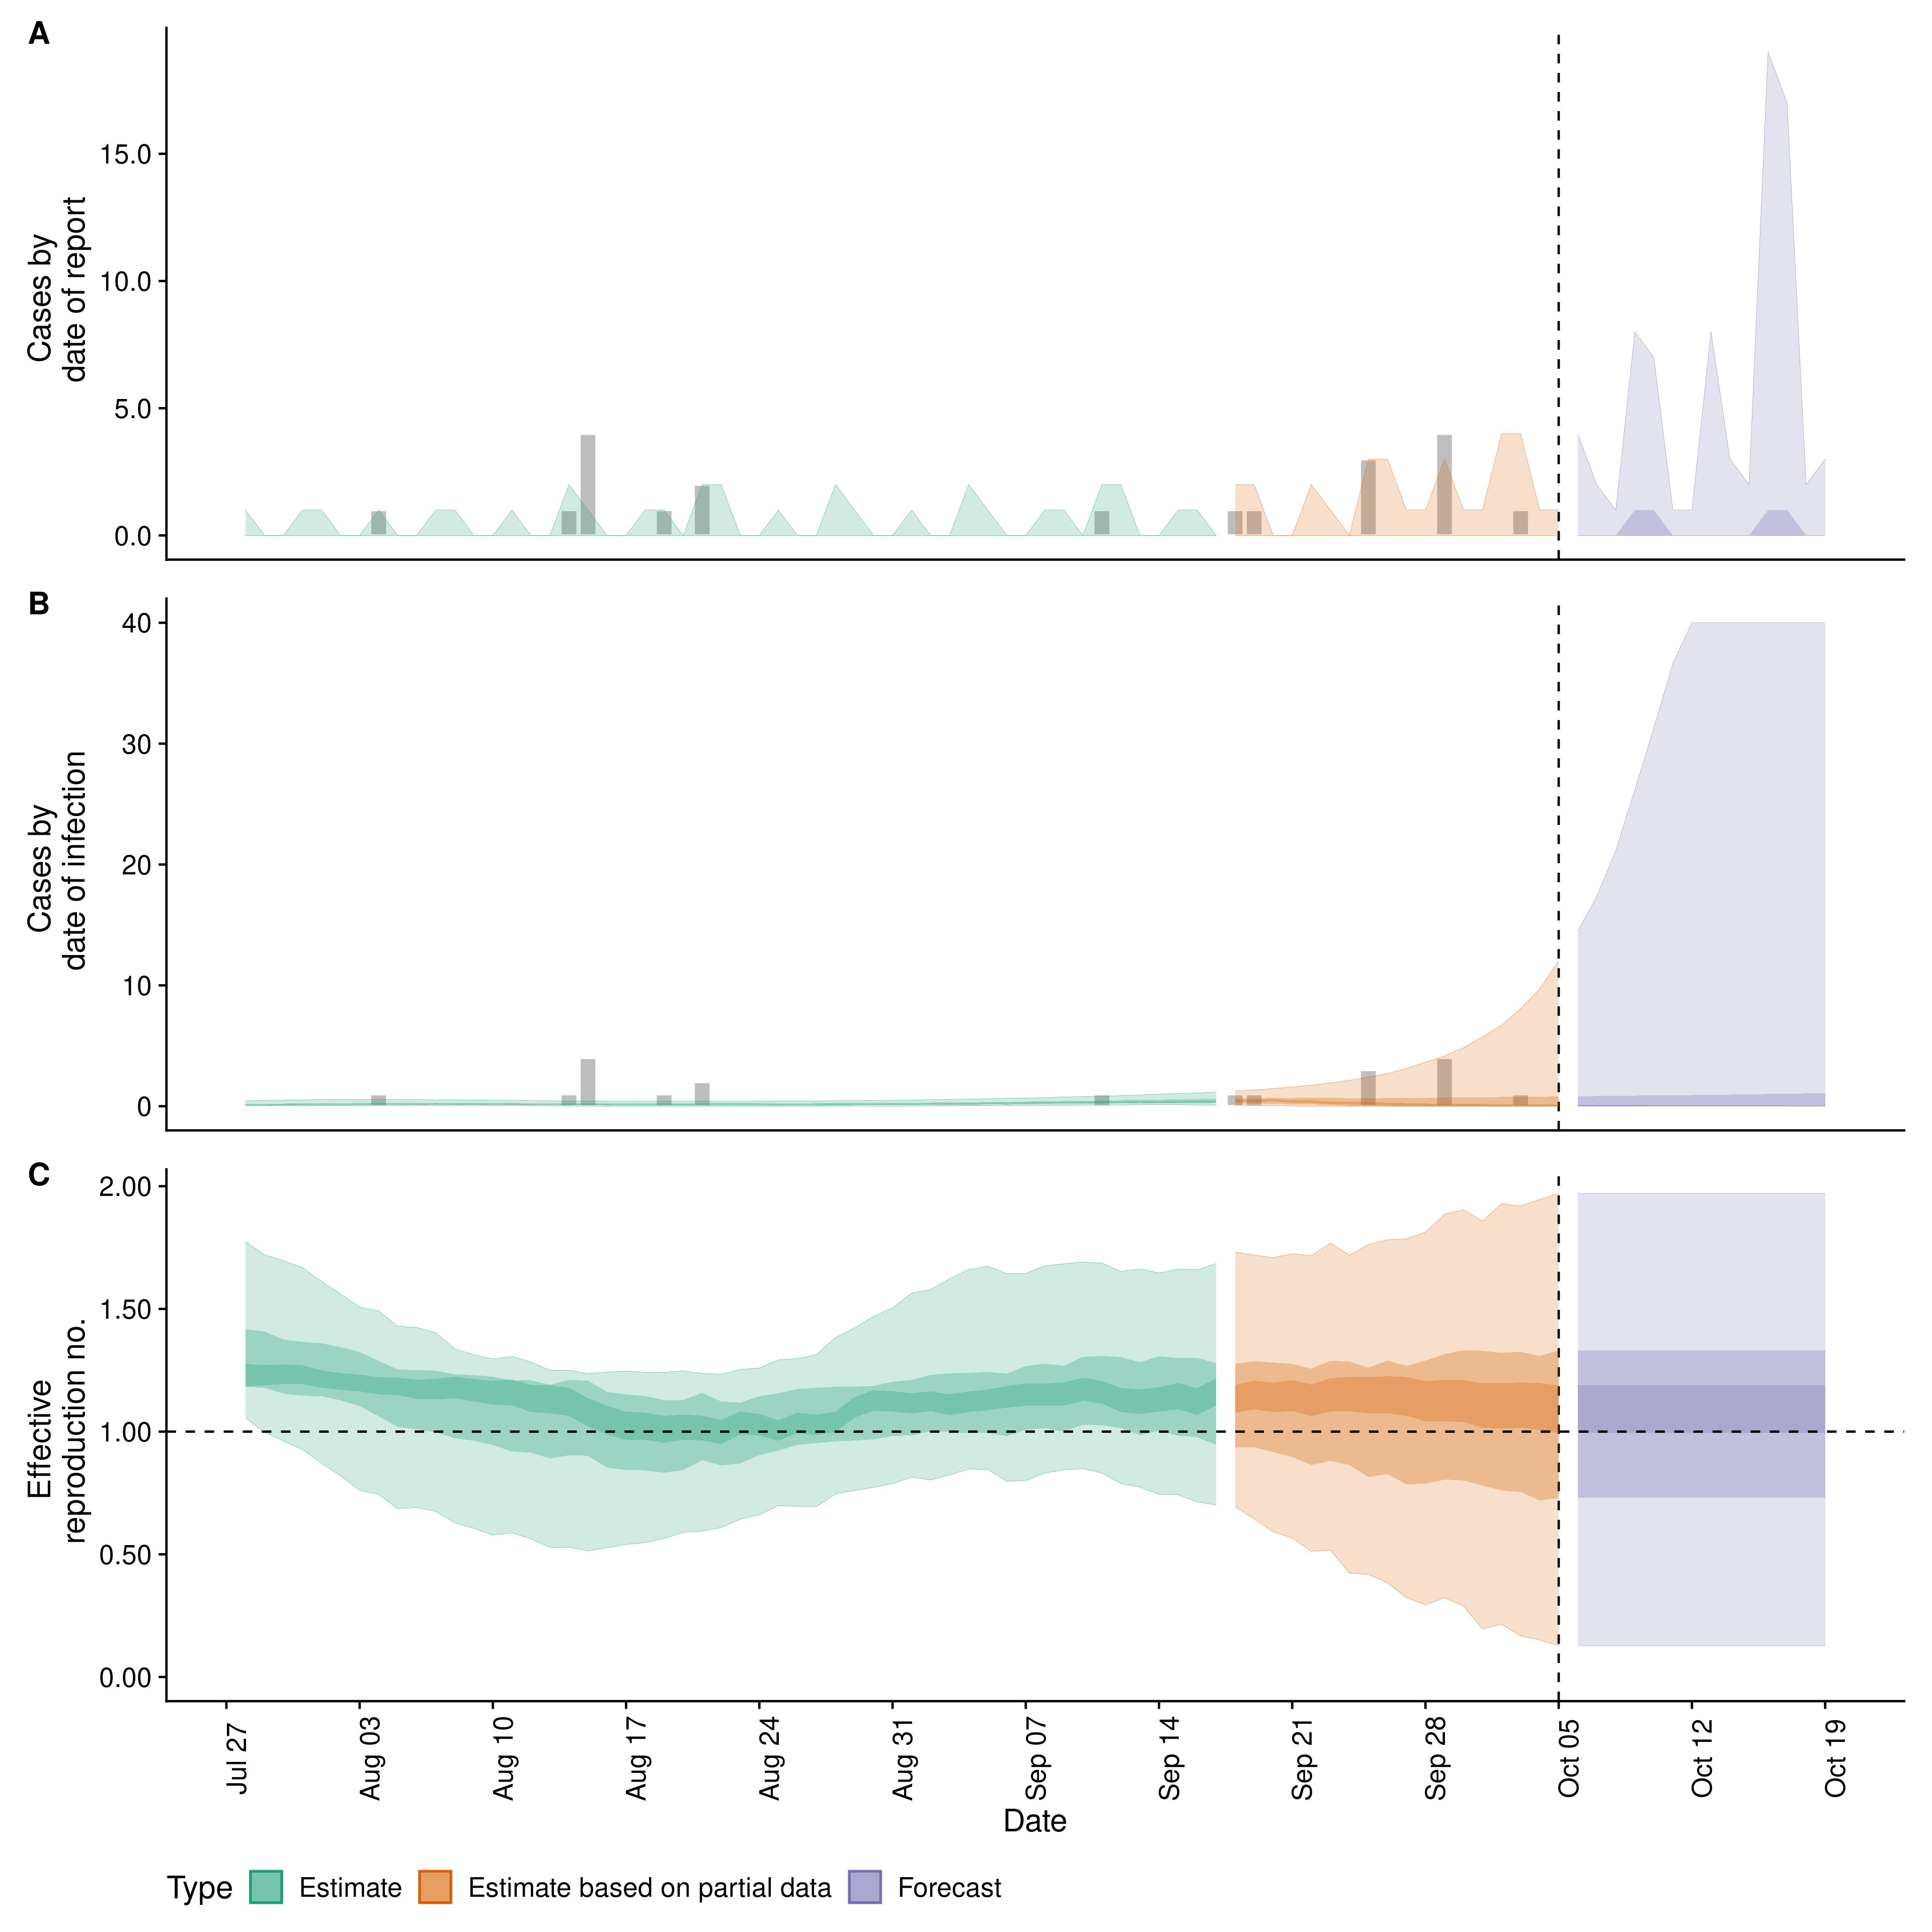 A
Cases by
date of report
15.0
10.0
5.0
0.0
B
Cases by
date of infection
40
30
20
10
0
C
Effective
reproduction no.
2.00
1.50
1.00
0.50
0.00
Jul 27
Aug 03
Aug 10
Aug 17
Aug 24
Aug 31
Sep 07
Sep 14
Sep 21
Sep 28
Oct 05
Oct 12
Oct 19
Date
Type Estimate Estimate based on partial data Forecast